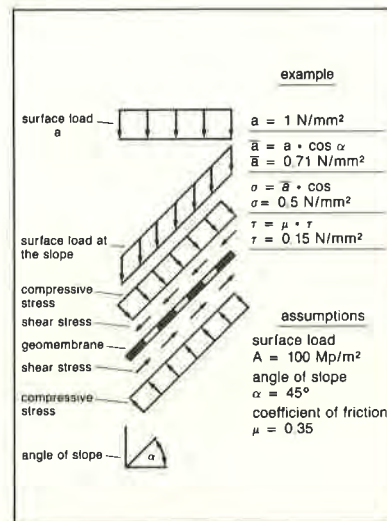 example
surface load
a
a = 1 N/mm²
a̅ = a • cos α
a̅ = 0.71 N/mm²
σ = a̅ • cos
σ = 0.5 N/mm²
τ = μ • τ
τ = 0.15 N/mm²
surface load at
the slope
compressive
stress
shear stress
geomembrane
shear stress
compressive
stress
angle of slope
α
assumptions
surface load
A = 100 Mp/m²
angle of slope
α = 45°
coefficient of friction
μ = 0.35